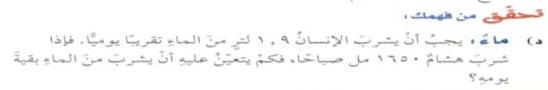 تحقق من فهمك:
د) ماء: يجبُ أنْ يشربَ الإنسانُ ١,٩ لترٍ منَ الماءِ تقريبًا يوميًّا. فإذا
شربَ هشامٌ ١٦٥٠ مل صباحًا، فكمْ يتعيّنُ عليهِ أنْ يشربَ منَ الماءِ بقيةَ
يومهِ؟